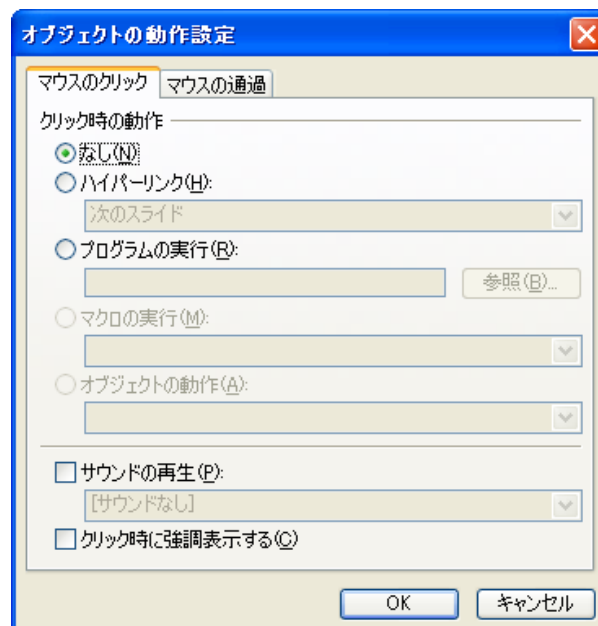 オブジェクトの動作設定
マウスのクリック マウスの通過
クリック時の動作
なし(N)
ハイパーリンク(H):
次のスライド
プログラムの実行(R):
参照(B)...
マクロの実行(M):
オブジェクトの動作(A):
サウンドの再生(P):
[サウンドなし]
クリック時に強調表示する(C)
OK キャンセル